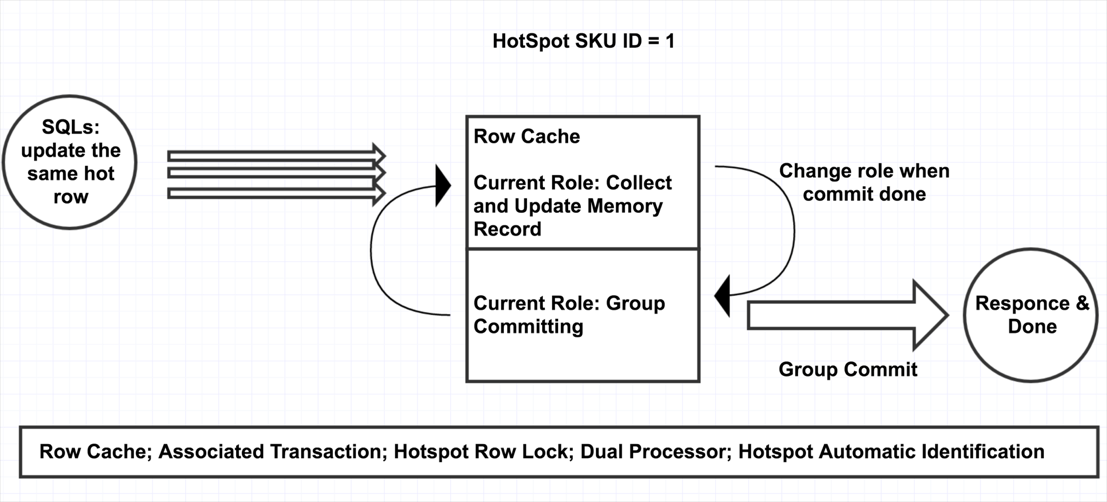 HotSpot SKU ID = 1
SQLs:
update the
same hot
row
Row Cache
Current Role: Collect
and Update Memory
Record
Change role when
commit done
Current Role: Group
Committing
Responce &
Done
Group Commit
Row Cache; Associated Transaction; Hotspot Row Lock; Dual Processor; Hotspot Automatic Identification